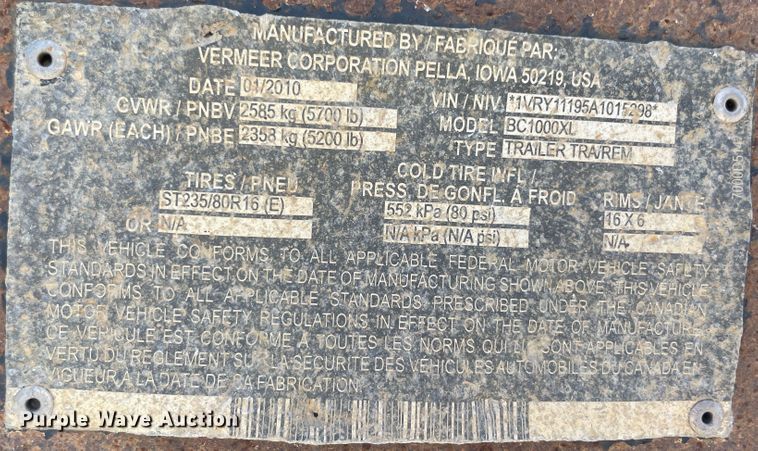 MANUFACTURED BY / FABRIQUÉ PAR:
VERMEER CORPORATION PELLA, IOWA 50219, USA
DATE 01/2010 VIN / NIV. *1VRY11195A1015298*
GVWR / PNBV 2585 kg (5700 lb) MODEL BC1000XL
GAWR (EACH) / PNBE 2358 kg (5200 lb) TYPE TRAILER TRA/REM
TIRES / PNEU COLD TIRE INFL / PRESS. DE GONFL. À FROID RIMS / JANTE
ST235/80R16 (E) 552 kPa (80 psi) 16 X 6
OR N/A N/A kPa (N/A psi) N/A
THIS VEHICLE CONFORMS TO ALL APPLICABLE FEDERAL MOTOR VEHICLE SAFETY
STANDARDS IN EFFECT ON THE DATE OF MANUFACTURING SHOWN ABOVE. THIS VEHICLE
CONFORMS TO ALL APPLICABLE STANDARDS PRESCRIBED UNDER THE CANADIAN
MOTOR VEHICLE SAFETY REGULATIONS IN EFFECT ON THE DATE OF MANUFACTURE.
CE VÉHICULE EST CONFORME À TOUTES LES NORMS QUI LUI SONT APPLICABLES EN
VERTU DU RÈGLEMENT SUR LA SÉCURITÉ DES VÉHICULES AUTOMOBILES DU CANADA EN
VIGUEUR À LA DATE DE SA FABRICATION.
Purple Wave Auction